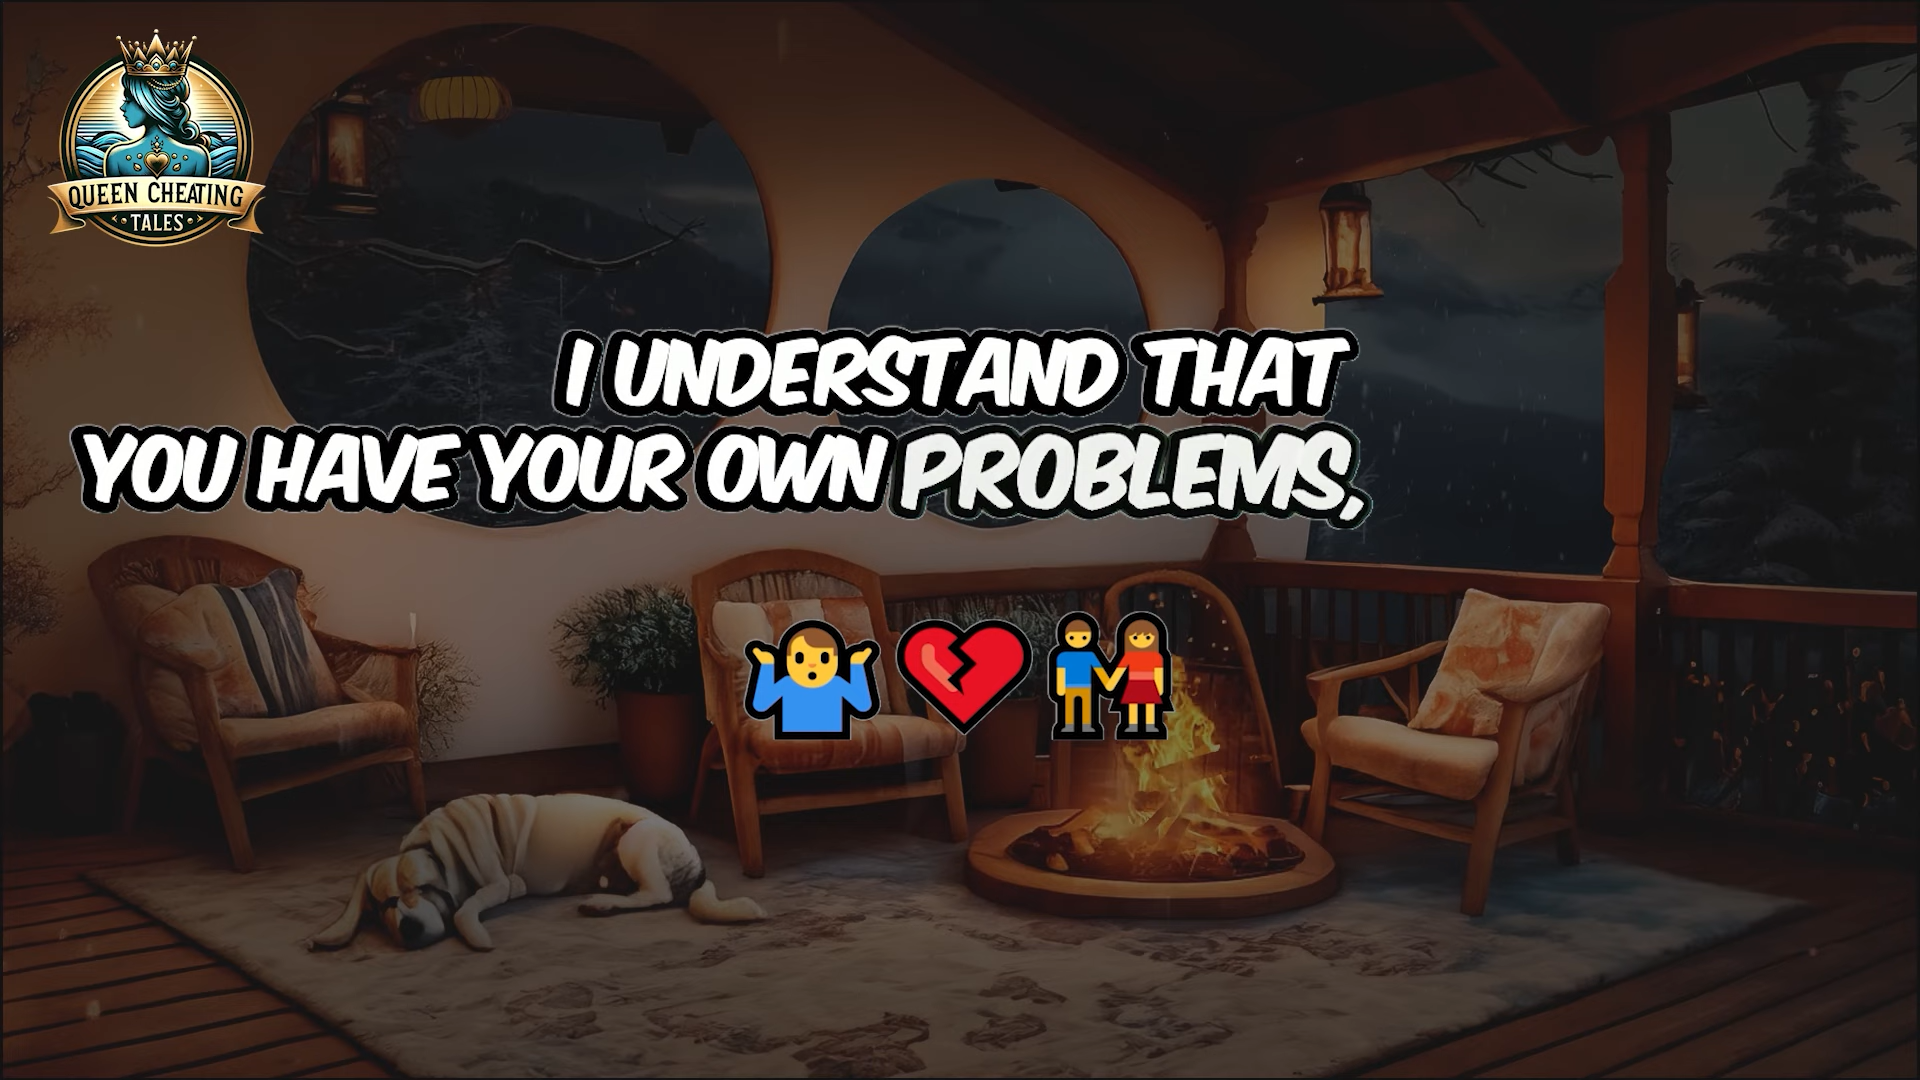 QUEEN CHEATING
TALES
I UNDERSTAND THAT
YOU HAVE YOUR OWN PROBLEMS,